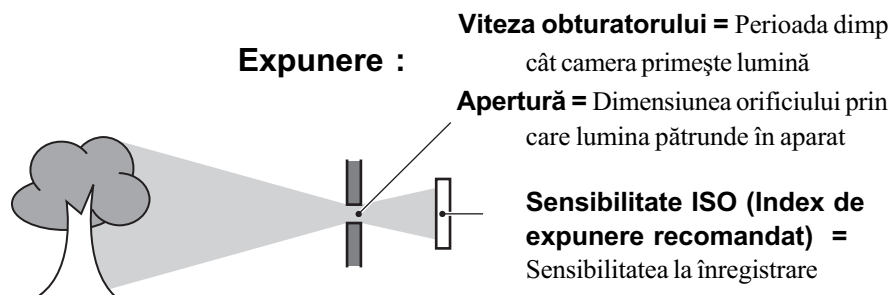 Viteza obturatorului = Perioada dimp
Expunere :
cât camera primeşte lumină
Apertură = Dimensiunea orificiului prin
care lumina pătrunde în aparat
Sensibilitate ISO (Index de
expunere recomandat) =
Sensibilitatea la înregistrare